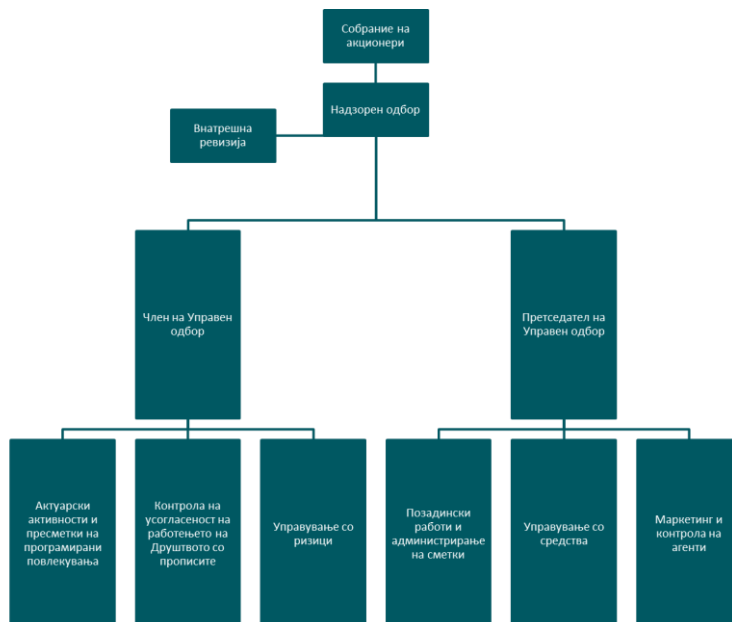 Собрание на
акционери
Надзорен одбор
Внатрешна
ревизија
Член на Управен
одбор
Претседател на
Управен одбор
Актуарски
активности и
пресметки на
програмирани
повлекувања
Контрола на
усогласеност на
работењето на
Друштвото со
прописите
Управување со
ризици
Позадински
работи и
администрирање
на сметки
Управување со
средства
Маркетинг и
контрола на
агенти